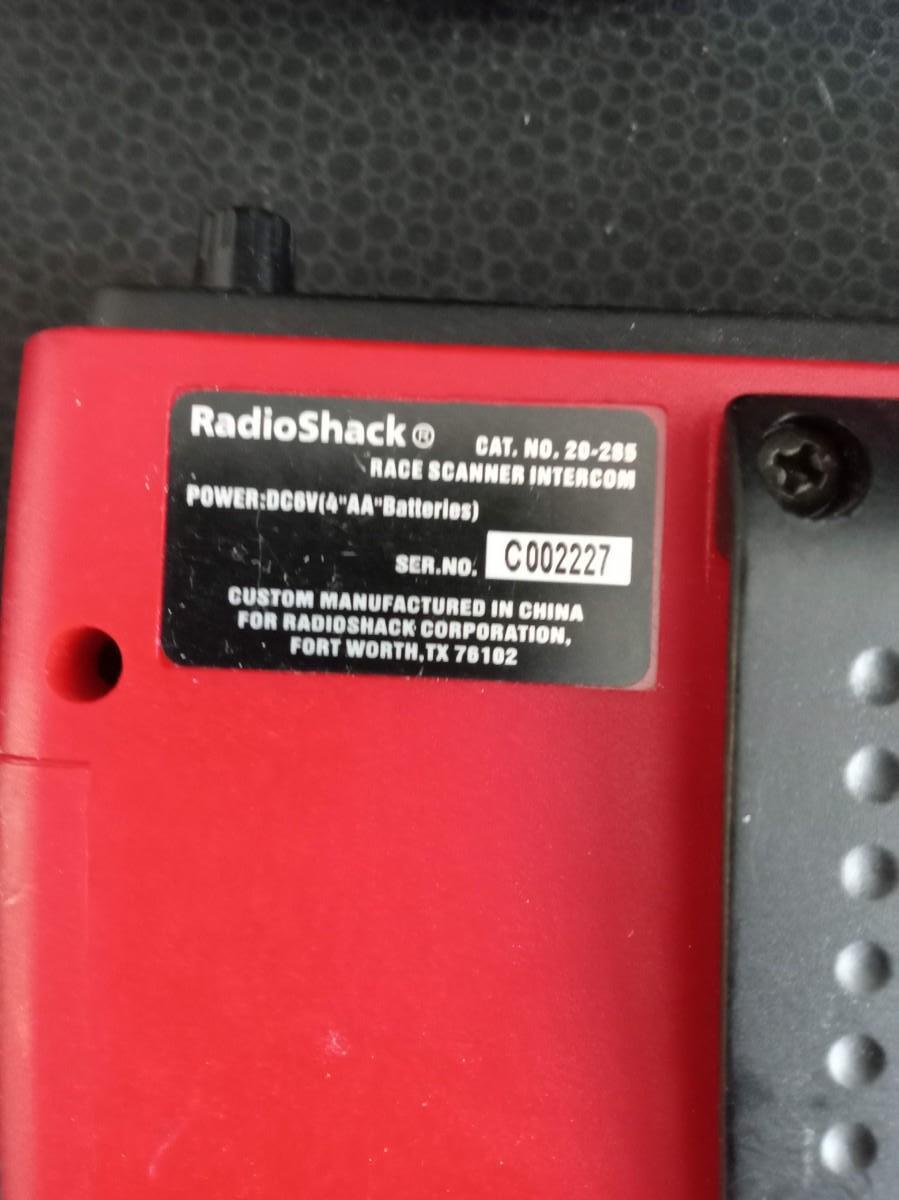 RadioShack®
CAT. NO. 20-285
RACE SCANNER INTERCOM
POWER:DC6V(4"AA"Batteries)
SER.NO. C002227
CUSTOM MANUFACTURED IN CHINA
FOR RADIOSHACK CORPORATION,
FORT WORTH,TX 76102